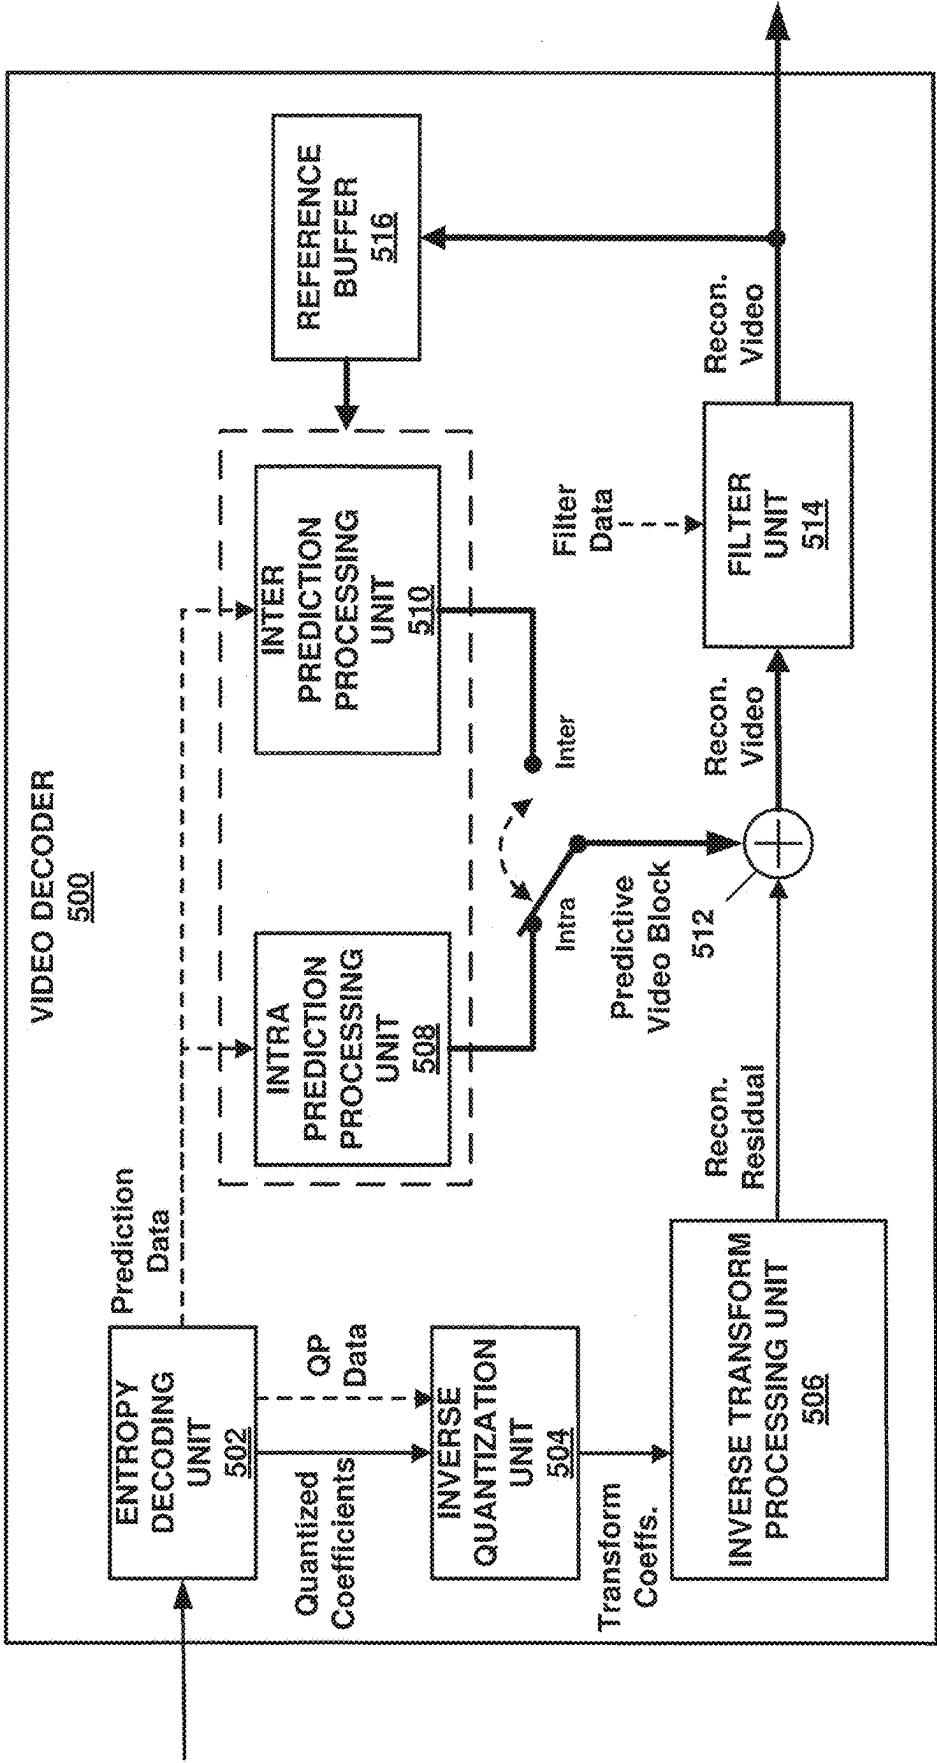 VIDEO DECODER
500
ENTROPY
DECODING
UNIT
502
Prediction
Data
Quantized
Coefficients
QP
Data
INVERSE
QUANTIZATION
UNIT
504
Transform
Coeffs.
INVERSE TRANSFORM
PROCESSING UNIT
506
INTRA
PREDICTION
PROCESSING
UNIT
508
INTER
PREDICTION
PROCESSING
UNIT
510
REFERENCE
BUFFER
516
Intra
Inter
Predictive
Video Block
512
Recon.
Residual
Recon.
Video
Filter
Data
FILTER
UNIT
514
Recon.
Video